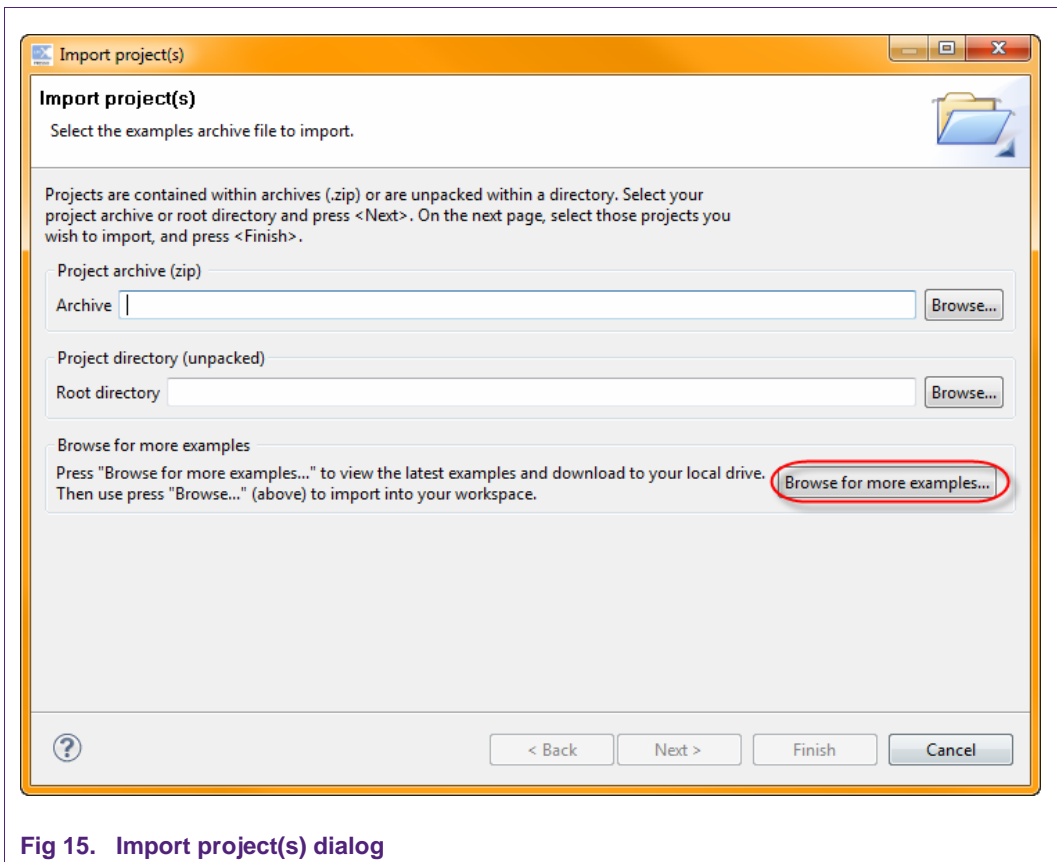 Import project(s)
Import project(s)
Select the examples archive file to import.
Projects are contained within archives (.zip) or are unpacked within a directory. Select your
project archive or root directory and press <Next>. On the next page, select those projects you
wish to import, and press <Finish>.
Project archive (zip)
Archive
Browse...
Project directory (unpacked)
Root directory
Browse...
Browse for more examples
Press "Browse for more examples..." to view the latest examples and download to your local drive.
Then use press "Browse..." (above) to import into your workspace.
Browse for more examples...
?
< Back
Next >
Finish
Cancel
Fig 15. Import project(s) dialog